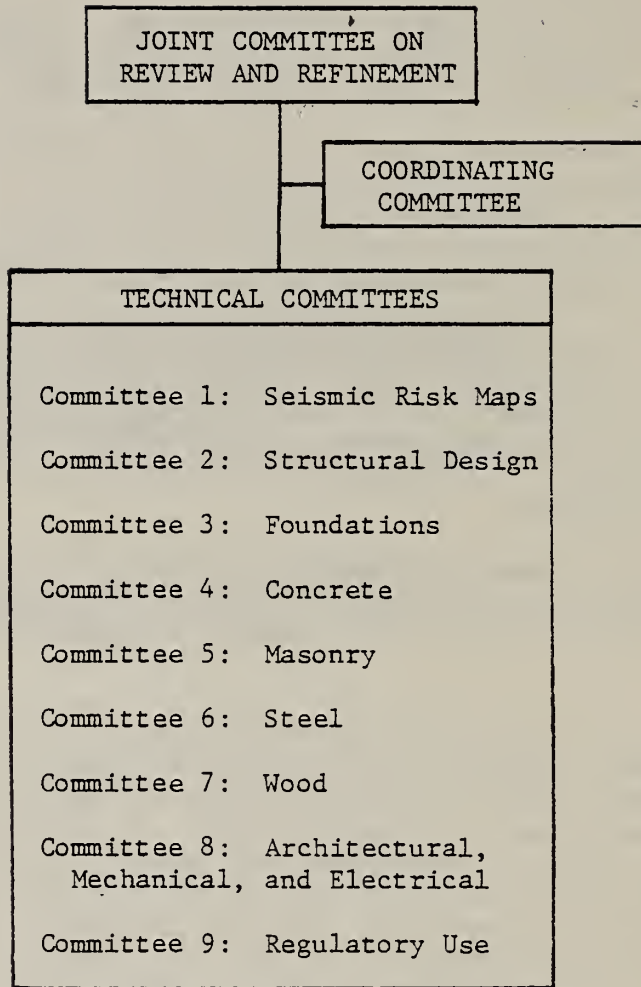 JOINT COMMITTEE ON
REVIEW AND REFINEMENT
COORDINATING
COMMITTEE
TECHNICAL COMMITTEES
Committee 1: Seismic Risk Maps
Committee 2: Structural Design
Committee 3: Foundations
Committee 4: Concrete
Committee 5: Masonry
Committee 6: Steel
Committee 7: Wood
Committee 8: Architectural,
Mechanical, and Electrical
Committee 9: Regulatory Use